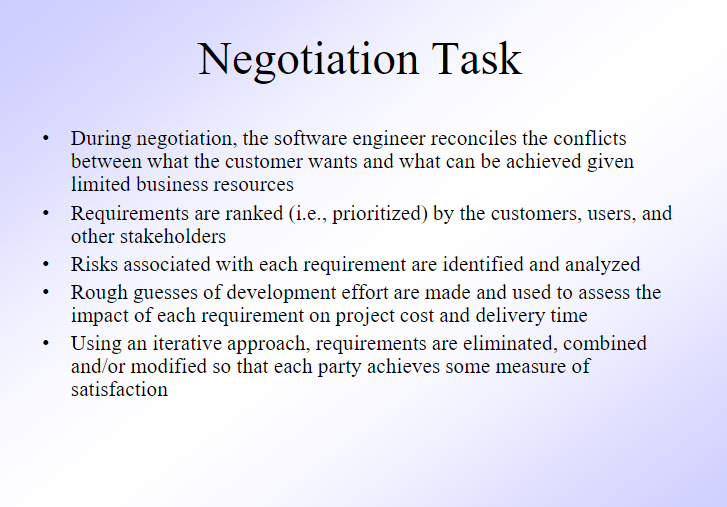 Negotiation Task
• During negotiation, the software engineer reconciles the conflicts
between what the customer wants and what can be achieved given
limited business resources
• Requirements are ranked (i.e., prioritized) by the customers, users, and
other stakeholders
• Risks associated with each requirement are identified and analyzed
• Rough guesses of development effort are made and used to assess the
impact of each requirement on project cost and delivery time
• Using an iterative approach, requirements are eliminated, combined
and/or modified so that each party achieves some measure of
satisfaction